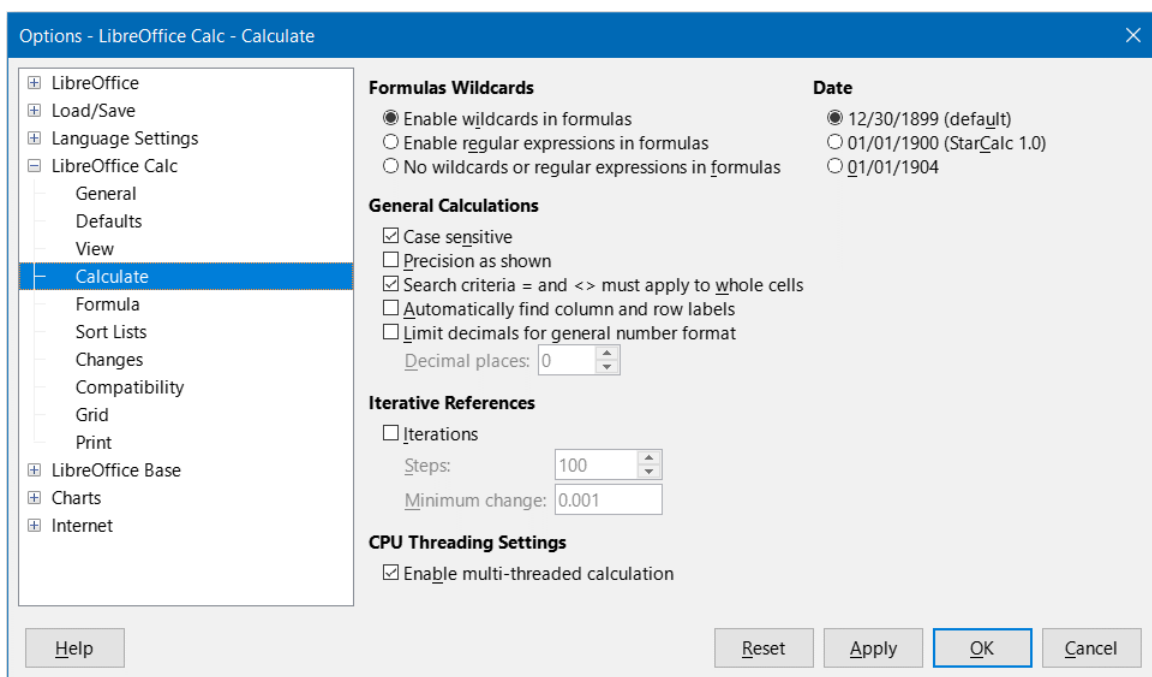 Options - LibreOffice Calc - Calculate
LibreOffice
Load/Save
Language Settings
LibreOffice Calc
General
Defaults
View
Calculate
Formula
Sort Lists
Changes
Compatibility
Grid
Print
LibreOffice Base
Charts
Internet
Formulas Wildcards
Enable wildcards in formulas
Enable regular expressions in formulas
No wildcards or regular expressions in formulas
Date
12/30/1899 (default)
01/01/1900 (StarCalc 1.0)
01/01/1904
General Calculations
Case sensitive
Precision as shown
Search criteria = and <> must apply to whole cells
Automatically find column and row labels
Limit decimals for general number format
Decimal places: 0
Iterative References
Iterations
Steps: 100
Minimum change: 0.001
CPU Threading Settings
Enable multi-threaded calculation
Help
Reset
Apply
OK
Cancel